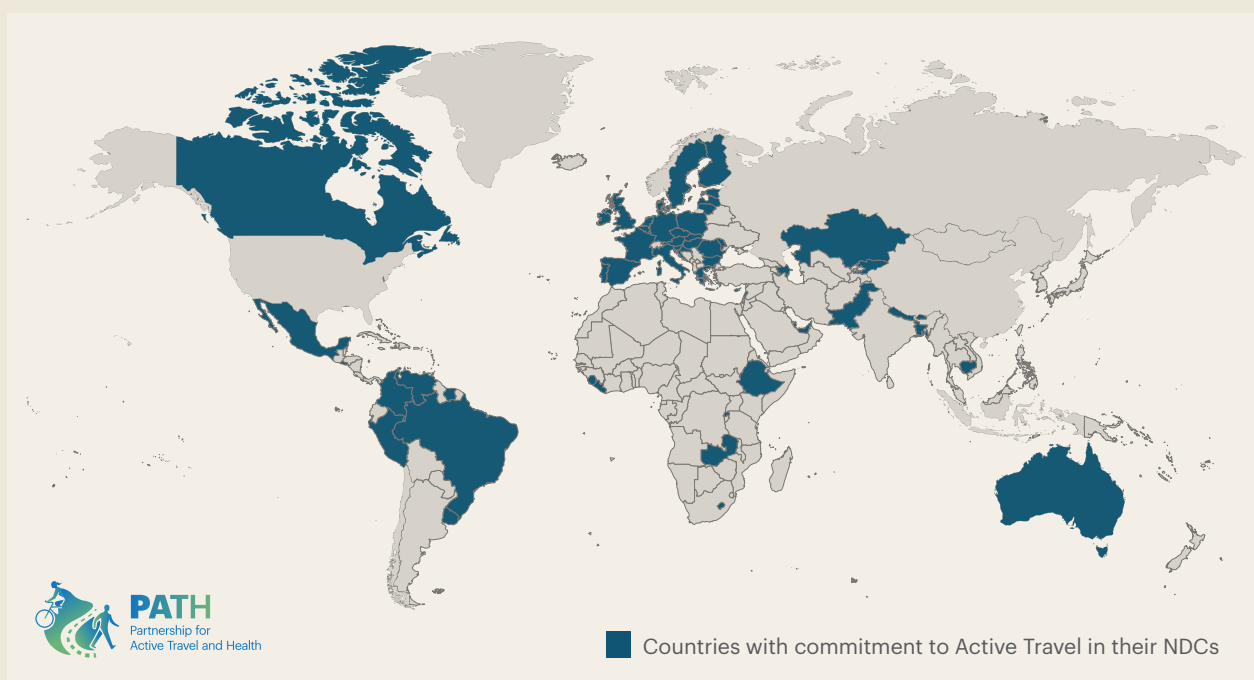 PATH
Partnership for
Active Travel and Health
Countries with commitment to Active Travel in their NDCs